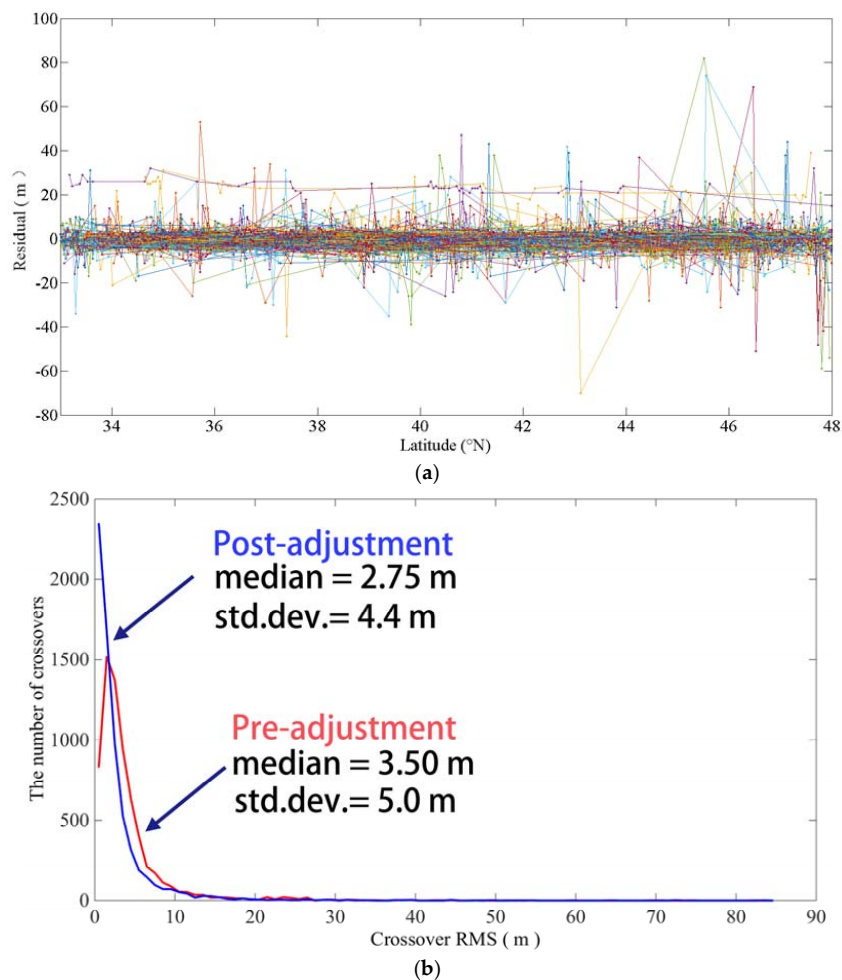 100
80
60
40
20
0
-20
-40
-60
-80
Residual ( m )
34 36 38 40 42 44 46 48
Latitude (°N)
(a)
2500
2000
1500
1000
500
0
The number of crossovers
Post-adjustment
median = 2.75 m
std.dev.= 4.4 m
Pre-adjustment
median = 3.50 m
std.dev.= 5.0 m
0 10 20 30 40 50 60 70 80 90
Crossover RMS ( m )
(b)